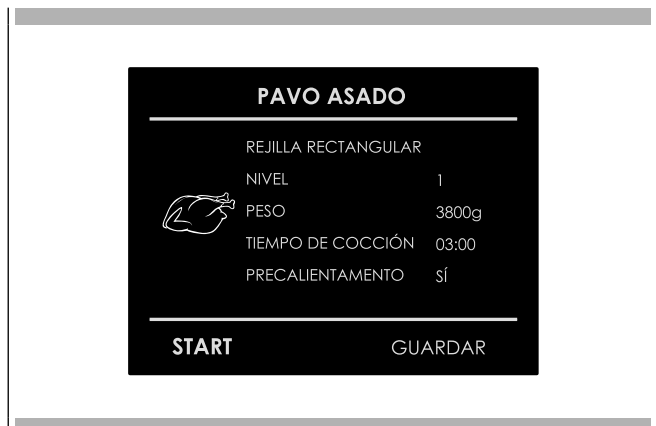 PAVO ASADO
REJILLA RECTANGULAR
NIVEL 1
PESO 3800g
TIEMPO DE COCCIÓN 03:00
PRECALIENTAMENTO SÍ
START GUARDAR